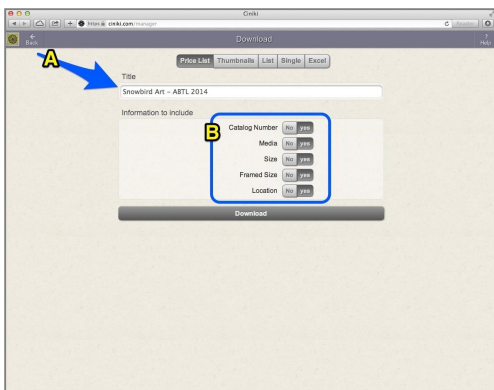 Ciniki
https ciniki.com/manager
Reader
Back
Download
Help
A
Price List Thumbnails List Single Excel
Title
Snowbird Art – ABTL 2014
Information to include
B
Catalog Number No yes
Media No yes
Size No yes
Framed Size No yes
Location No yes
Download